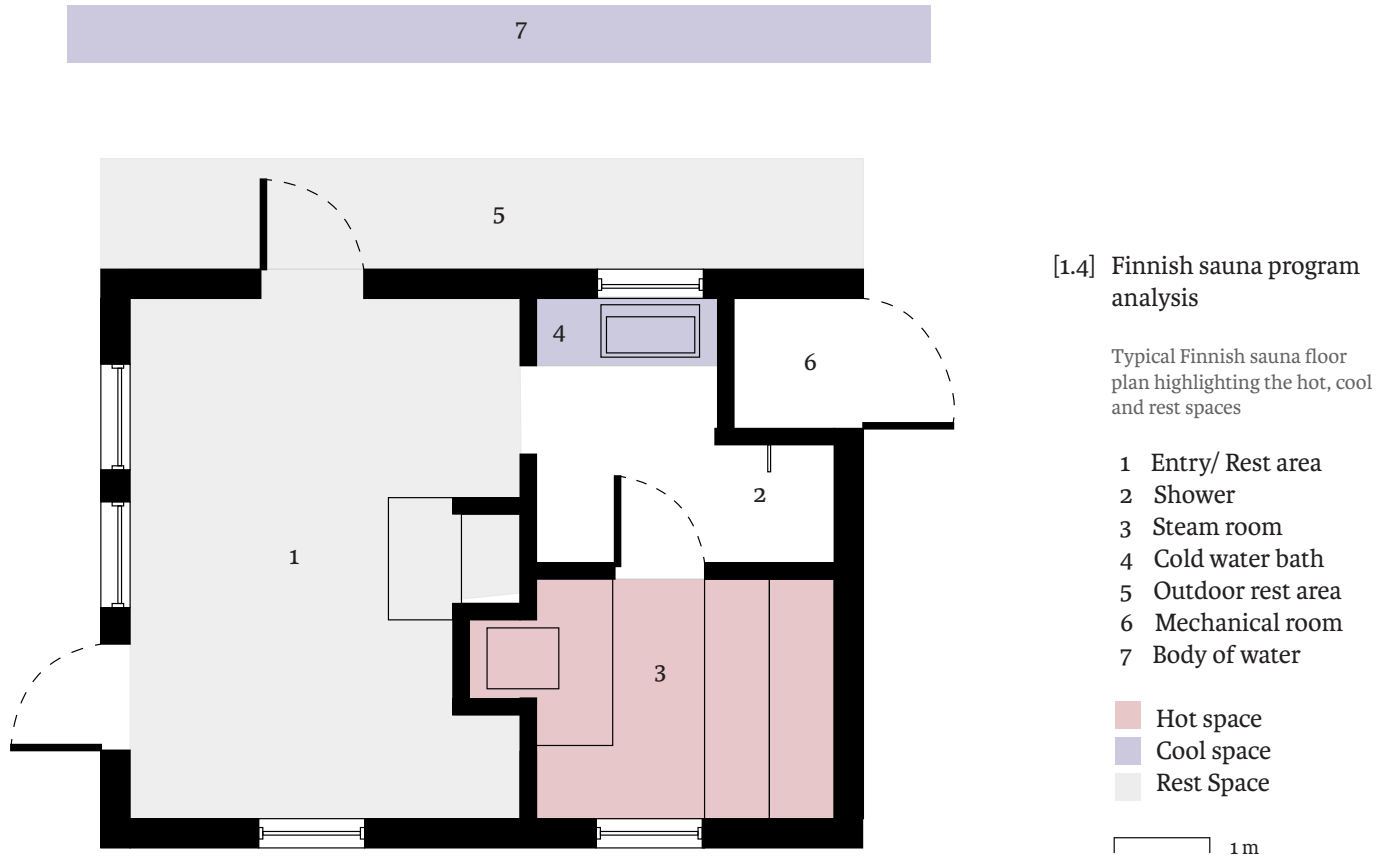 7
5
4
6
2
1
3
[1.4] Finnish sauna program
analysis
Typical Finnish sauna floor
plan highlighting the hot, cool
and rest spaces
1 Entry/ Rest area
2 Shower
3 Steam room
4 Cold water bath
5 Outdoor rest area
6 Mechanical room
7 Body of water
Hot space
Cool space
Rest Space
1 m